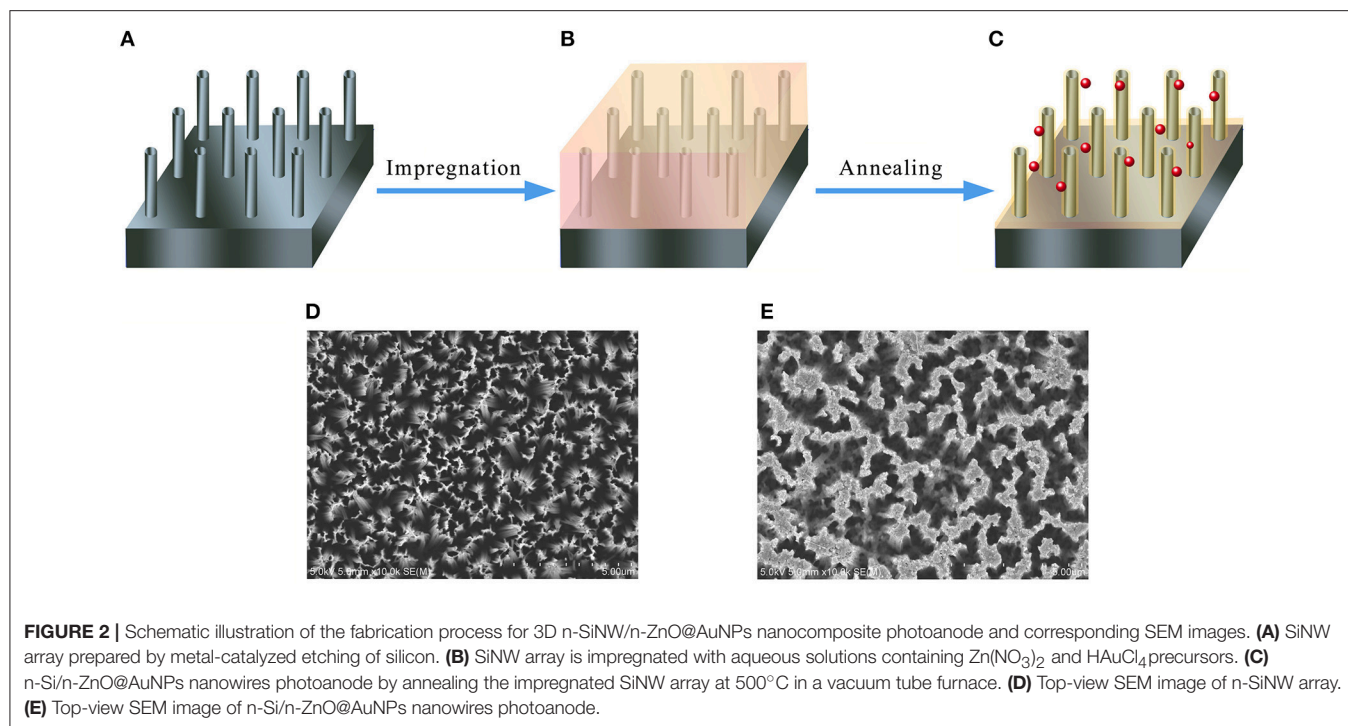 A
B
C
Impregnation
Annealing
D
E
5.0kV 5.0mm x10.0k SE(M)
5.00um
5.0kV 5.0mm x10.0k SE(M)
5.00um
FIGURE 2 | Schematic illustration of the fabrication process for 3D n-SiNW/n-ZnO@AuNPs nanocomposite photoanode and corresponding SEM images. (A) SiNW
array prepared by metal-catalyzed etching of silicon. (B) SiNW array is impregnated with aqueous solutions containing Zn(NO₃)₂ and HAuCl₄ precursors. (C)
n-Si/n-ZnO@AuNPs nanowires photoanode by annealing the impregnated SiNW array at 500°C in a vacuum tube furnace. (D) Top-view SEM image of n-SiNW array.
(E) Top-view SEM image of n-Si/n-ZnO@AuNPs nanowires photoanode.